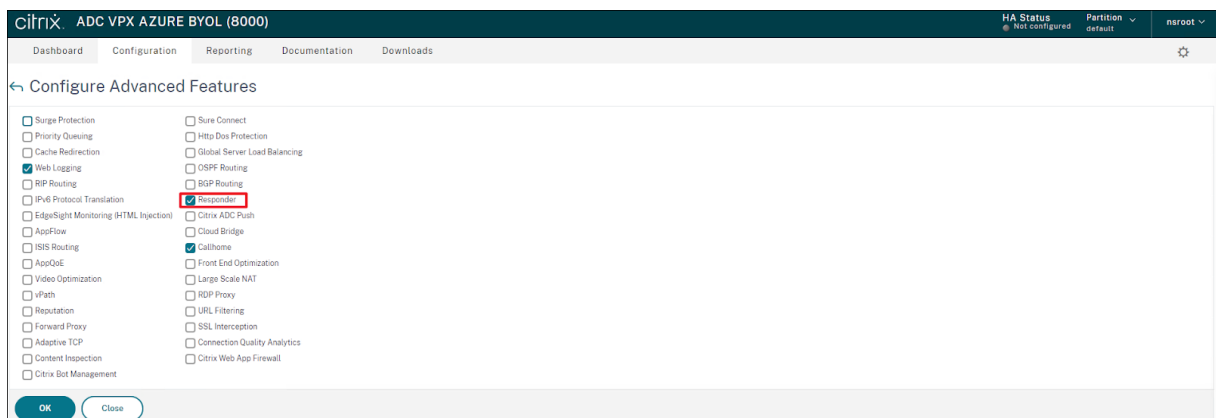 citrix. ADC VPX AZURE BYOL (8000)
HA Status
Not configured
Partition
default
nsroot
Dashboard Configuration Reporting Documentation Downloads
Configure Advanced Features
Surge Protection Sure Connect
Priority Queuing Http Dos Protection
Cache Redirection Global Server Load Balancing
Web Logging OSPF Routing
RIP Routing BGP Routing
IPv6 Protocol Translation Responder
EdgeSight Monitoring (HTML Injection) Citrix ADC Push
AppFlow Cloud Bridge
ISIS Routing Callhome
AppQoE Front End Optimization
Video Optimization Large Scale NAT
vPath RDP Proxy
Reputation URL Filtering
Forward Proxy SSL Interception
Adaptive TCP Connection Quality Analytics
Content Inspection Citrix Web App Firewall
Citrix Bot Management
OK Close